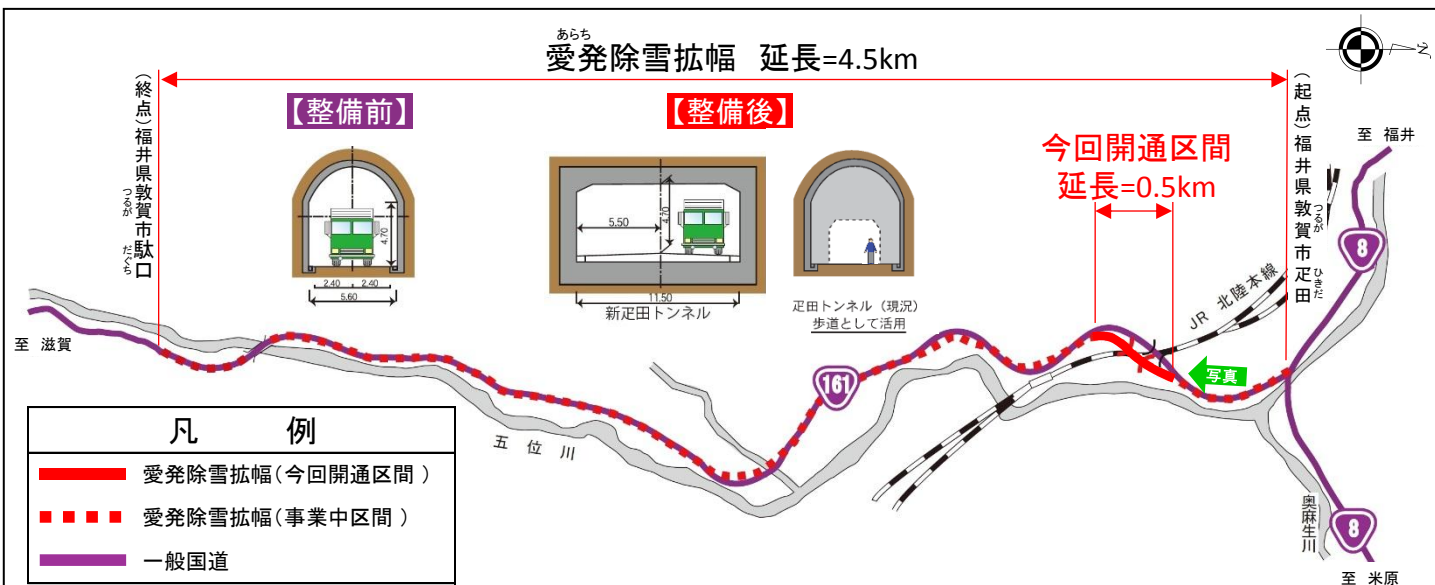 あらち
愛発除雪拡幅 延長=4.5km
N
(終点)福井県敦賀市駄口
つるが
だぐち
【整備前】
【整備後】
今回開通区間
延長=0.5km
(起点)福井県敦賀市疋田
つるが
ひきだ
至 福井
8
4.70
2.40 2.40
5.60
5.50
4.70
11.50
新疋田トンネル
疋田トンネル(現況)
歩道として活用
JR 北陸本線
至 滋賀
161
写真
五位川
奥麻生川
8
至 米原
凡 例
愛発除雪拡幅(今回開通区間)
愛発除雪拡幅(事業中区間)
一般国道